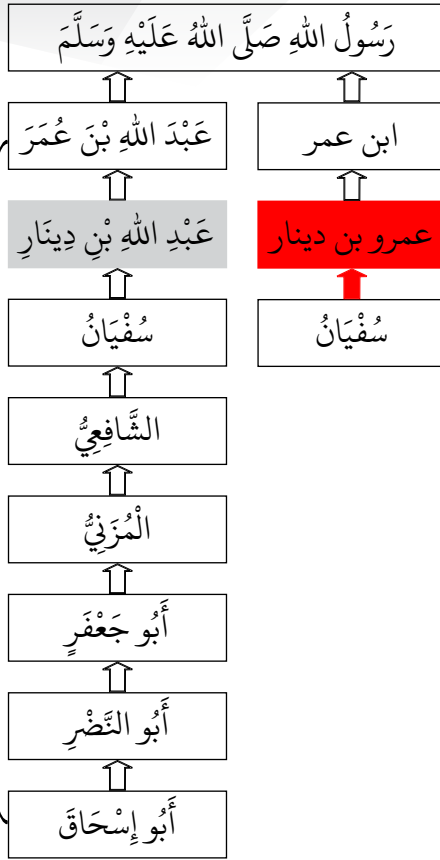 رَسُولُ اللهِ صَلَّى اللهُ عَلَيْهِ وَسَلَّمَ
ابن عمر
عَبْدَ اللهِ بْنَ عُمَرَ
عمرو بن دينار
عَبْدِ اللهِ بْنِ دِينَارِ
سُفْيَانُ
سُفْيَانُ
الشَّافِعِيُّ
الْمُزَنِيُّ
أَبُو جَعْفَرٍ
أَبُو النَّضْرِ
أَبُو إِسْحَاقَ